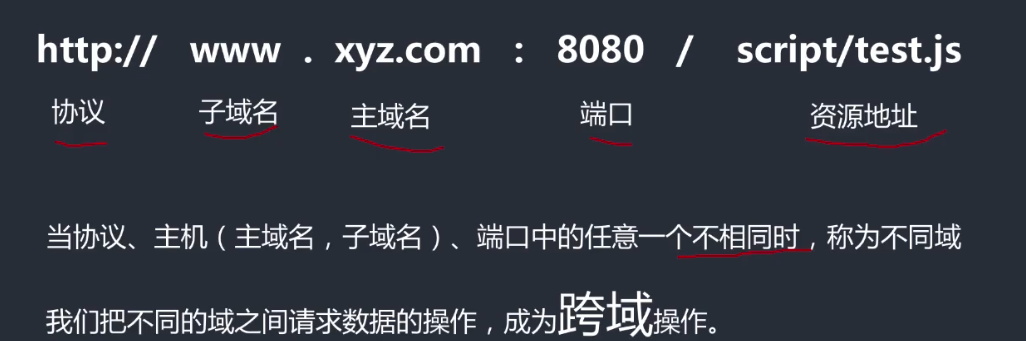 http:// www . xyz.com : 8080 / script/test.js
协议 子域名 主域名 端口 资源地址
当协议、主机（主域名，子域名）、端口中的任意一个不相同时，称为不同域
我们把不同的域之间请求数据的操作，成为跨域操作。